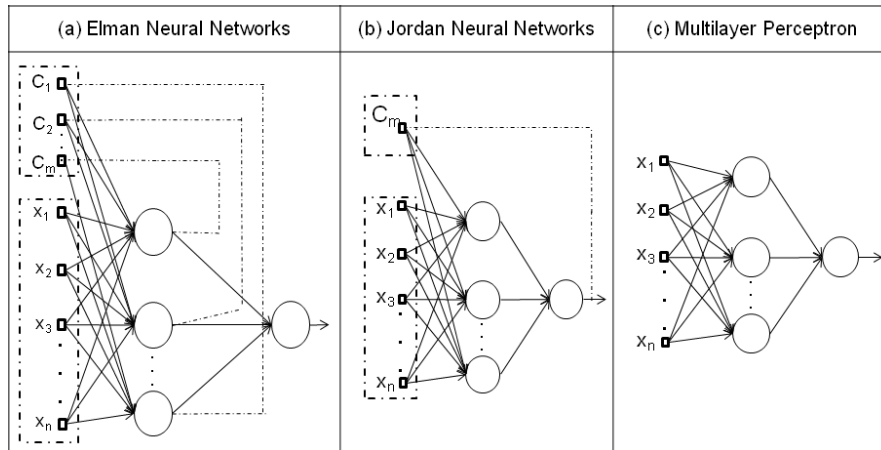 (a) Elman Neural Networks
(b) Jordan Neural Networks
(c) Multilayer Perceptron
C1
C2
Cm
x1
x2
x3
xn
Cm
x1
x2
x3
xn
x1
x2
x3
xn